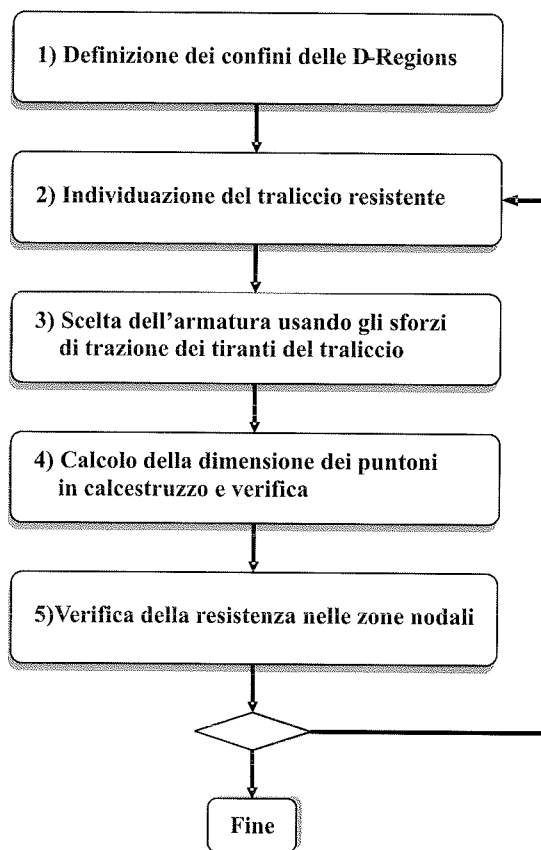 1) Definizione dei confini delle D-Regions
2) Individuazione del traliccio resistente
3) Scelta dell'armatura usando gli sforzi
di trazione dei tiranti del traliccio
4) Calcolo della dimensione dei puntoni
in calcestruzzo e verifica
5)Verifica della resistenza nelle zone nodali
Fine